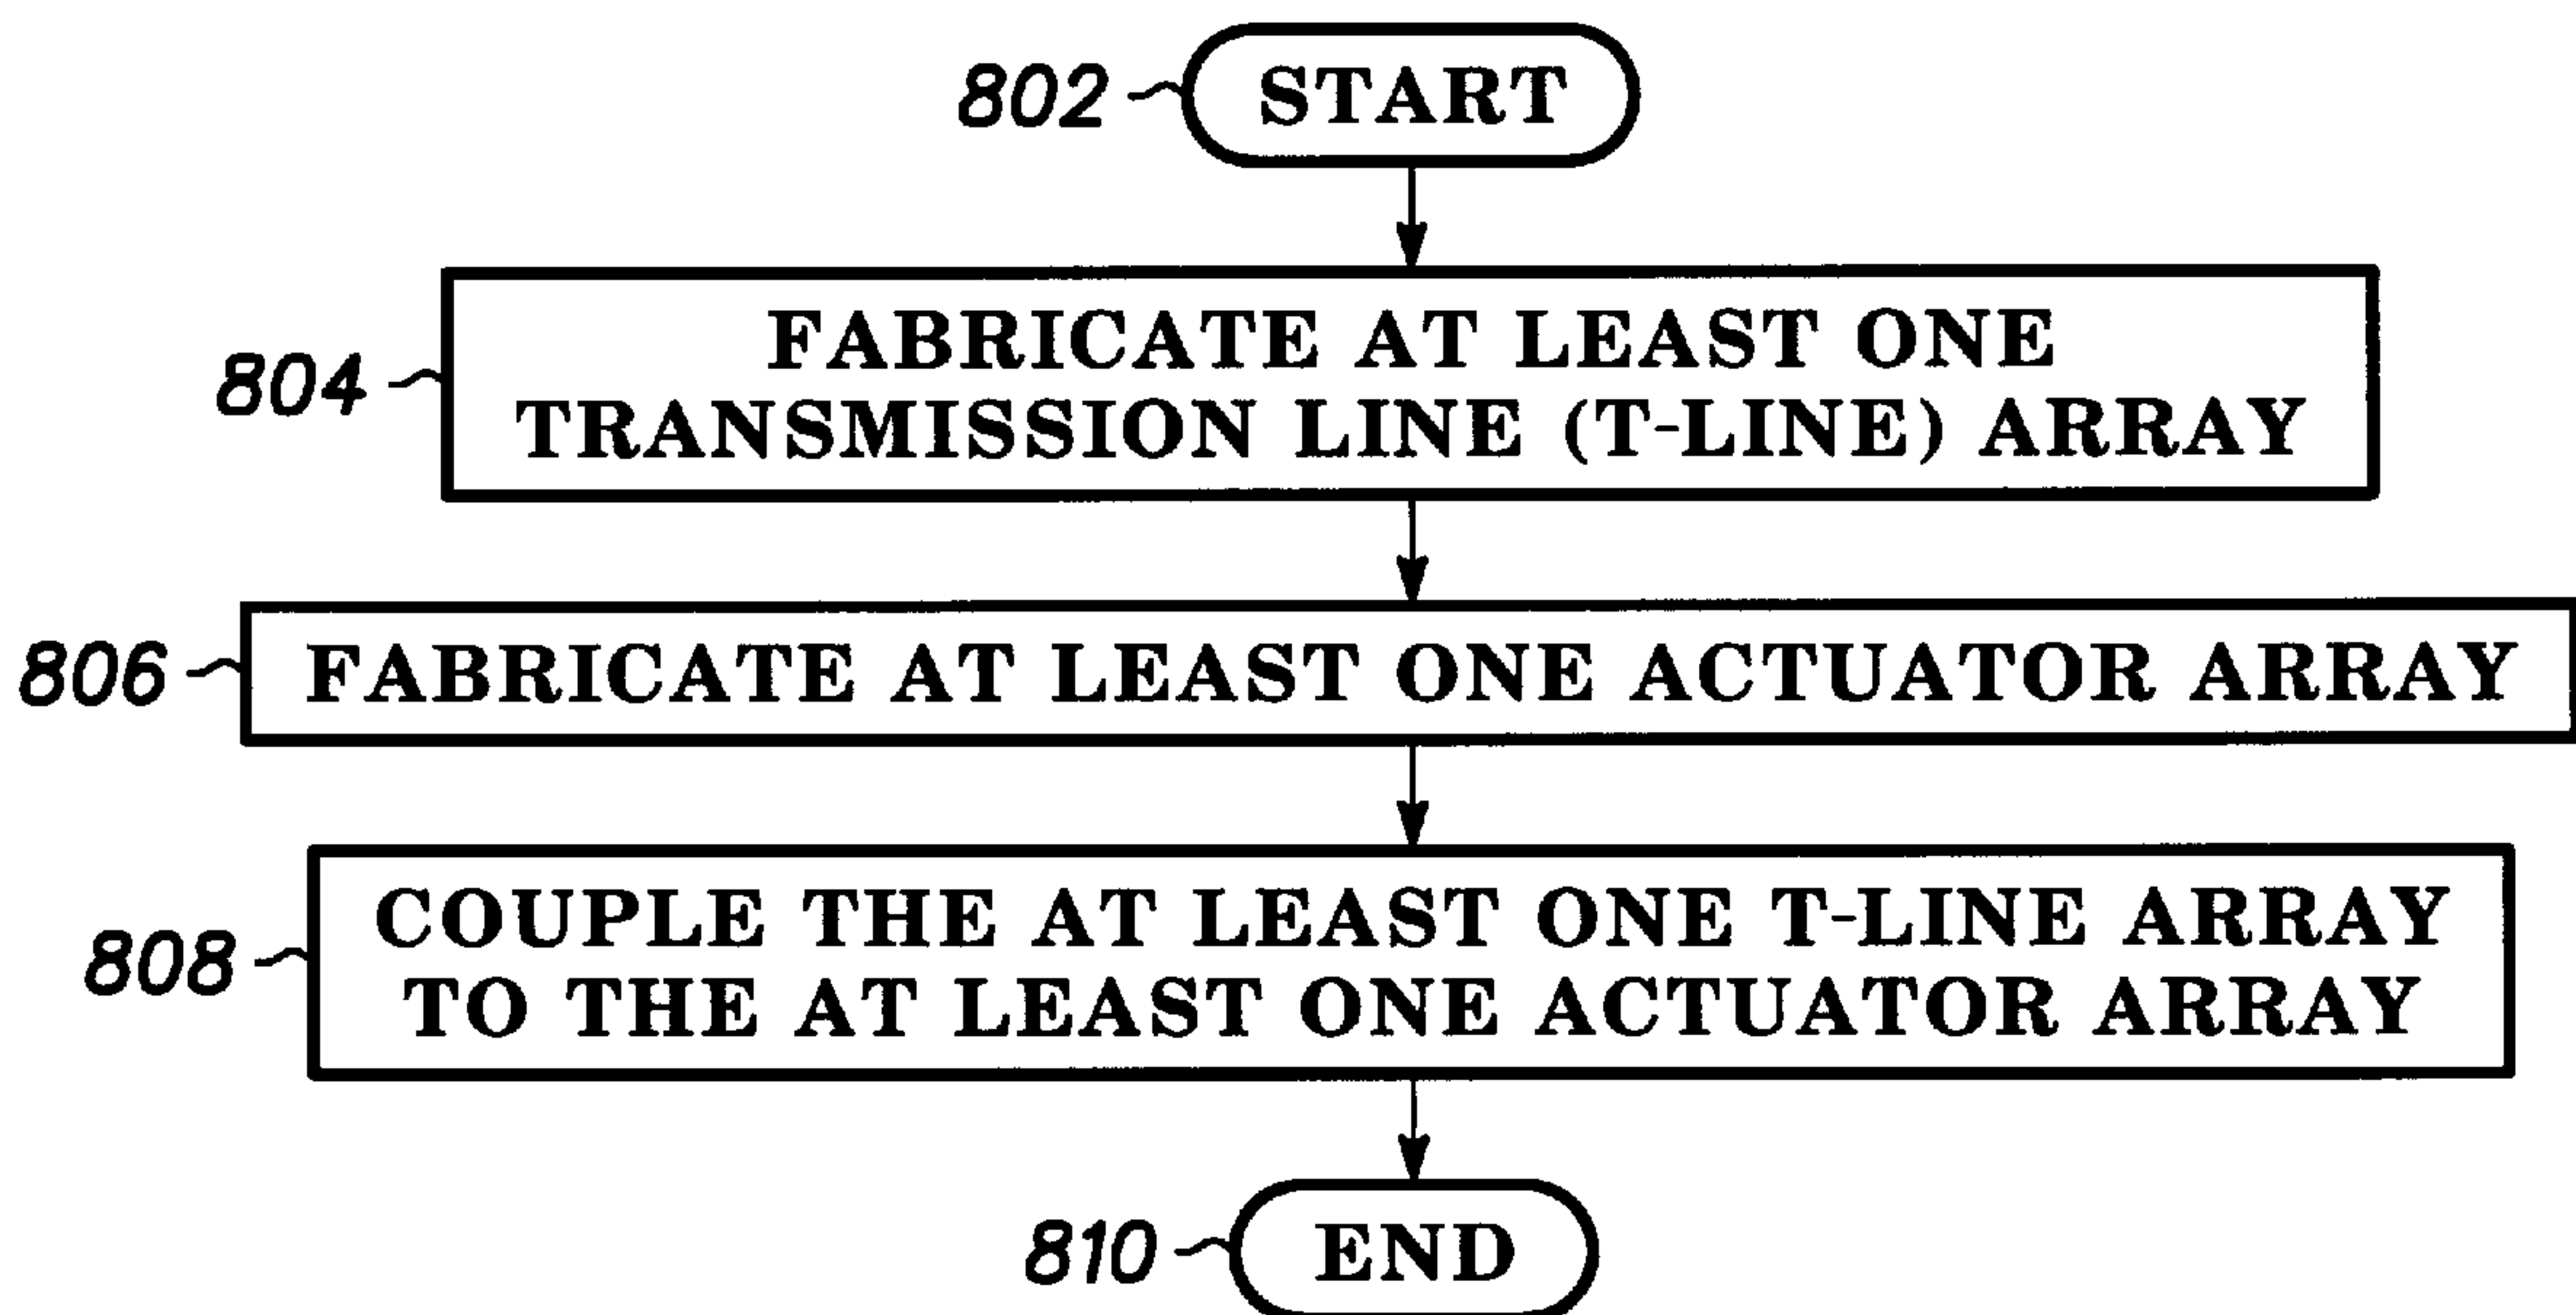 802 START
804 FABRICATE AT LEAST ONE
TRANSMISSION LINE (T-LINE) ARRAY
806 FABRICATE AT LEAST ONE ACTUATOR ARRAY
808 COUPLE THE AT LEAST ONE T-LINE ARRAY
TO THE AT LEAST ONE ACTUATOR ARRAY
810 END